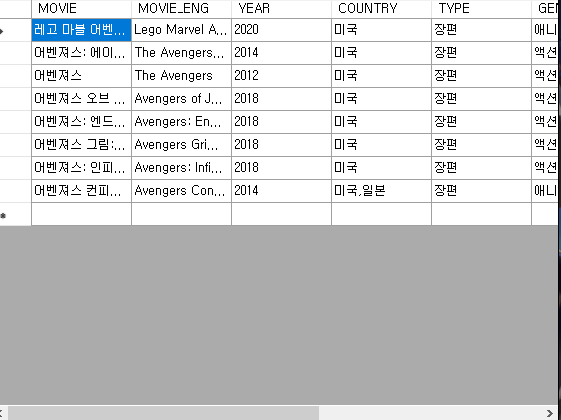 MOVIE MOVIE_ENG YEAR COUNTRY TYPE GEN
레고 마블 어벤... Lego Marvel A... 2020 미국 장편 애니
어벤져스: 에이... The Avengers... 2014 미국 장편 액션
어벤져스 The Avengers 2012 미국 장편 액션
어벤져스 오브 ... Avengers of J... 2018 미국 장편 액션
어벤져스: 엔드... Avengers: En... 2018 미국 장편 액션
어벤져스 그림:... Avengers Gri... 2018 미국 장편 액션
어벤져스: 인피... Avengers: Infi... 2018 미국 장편 액션
어벤져스 컨피... Avengers Con... 2014 미국,일본 장편 애니